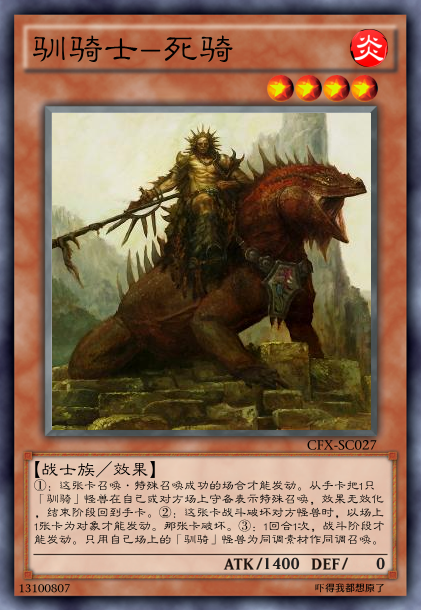 驯骑士-死骑
炎
CFX-SC027
【战士族／效果】
①：这张卡召唤·特殊召唤成功的场合才能发动。从手卡把1只
「驯骑」怪兽在自己或对方场上守备表示特殊召唤，效果无效化
，结束阶段回到手卡。②：这张卡战斗破坏对方怪兽时，以场上
1张卡为对象才能发动。那张卡破坏。③：1回合1次，战斗阶段才
能发动。只用自己场上的「驯骑」怪兽为同调素材作同调召唤。
ATK/1400 DEF/ 0
13100807 吓得我都想原了